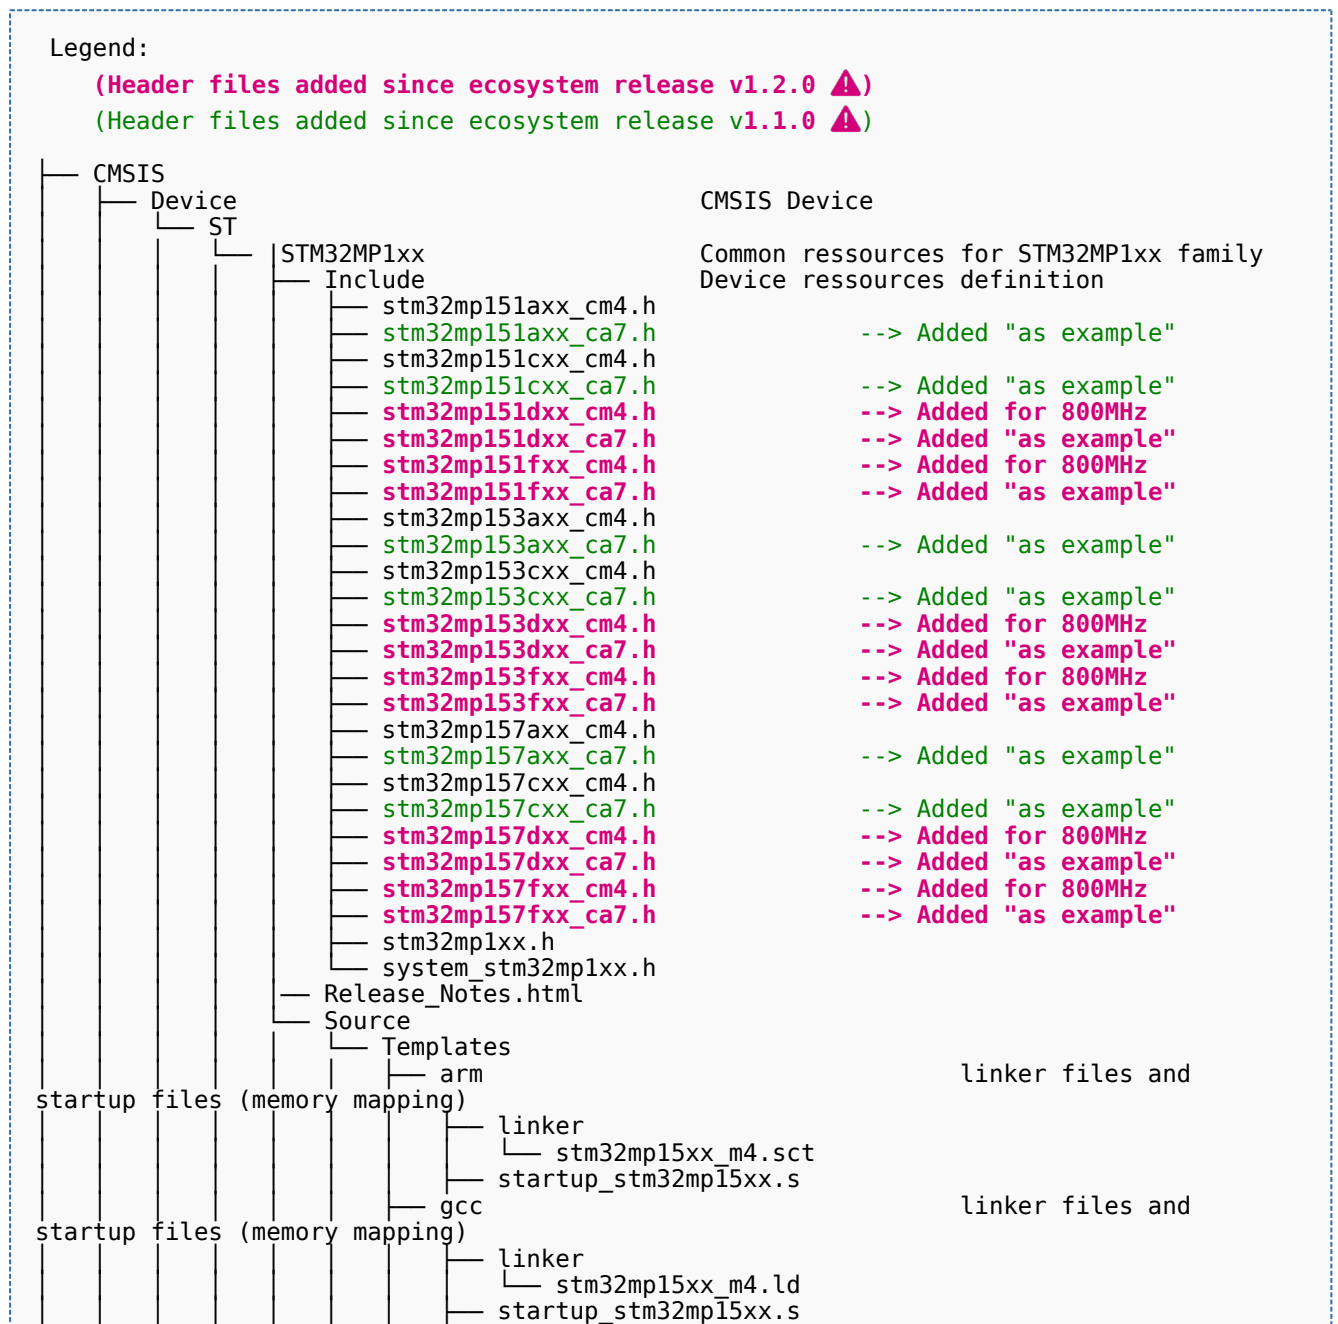 Legend:
(Header files added since ecosystem release v1.2.0 ⚠)
(Header files added since ecosystem release v1.1.0 ⚠)
├── CMSIS
│   ├── Device                                CMSIS Device
│   │   └── ST
│   │   │   └── |STM32MP1xx                   Common ressources for STM32MP1xx family
│   │   │   │   ├── Include                   Device ressources definition
│   │   │   │   │   ├── stm32mp151axx_cm4.h
│   │   │   │   │   ├── stm32mp151axx_ca7.h              --> Added "as example"
│   │   │   │   │   ├── stm32mp151cxx_cm4.h
│   │   │   │   │   ├── stm32mp151cxx_ca7.h              --> Added "as example"
│   │   │   │   │   ├── stm32mp151dxx_cm4.h              --> Added for 800MHz
│   │   │   │   │   ├── stm32mp151dxx_ca7.h              --> Added "as example"
│   │   │   │   │   ├── stm32mp151fxx_cm4.h              --> Added for 800MHz
│   │   │   │   │   ├── stm32mp151fxx_ca7.h              --> Added "as example"
│   │   │   │   │   ├── stm32mp153axx_cm4.h
│   │   │   │   │   ├── stm32mp153axx_ca7.h              --> Added "as example"
│   │   │   │   │   ├── stm32mp153cxx_cm4.h
│   │   │   │   │   ├── stm32mp153cxx_ca7.h              --> Added "as example"
│   │   │   │   │   ├── stm32mp153dxx_cm4.h              --> Added for 800MHz
│   │   │   │   │   ├── stm32mp153dxx_ca7.h              --> Added "as example"
│   │   │   │   │   ├── stm32mp153fxx_cm4.h              --> Added for 800MHz
│   │   │   │   │   ├── stm32mp153fxx_ca7.h              --> Added "as example"
│   │   │   │   │   ├── stm32mp157axx_cm4.h
│   │   │   │   │   ├── stm32mp157axx_ca7.h              --> Added "as example"
│   │   │   │   │   ├── stm32mp157cxx_cm4.h
│   │   │   │   │   ├── stm32mp157cxx_ca7.h              --> Added "as example"
│   │   │   │   │   ├── stm32mp157dxx_cm4.h              --> Added for 800MHz
│   │   │   │   │   ├── stm32mp157dxx_ca7.h              --> Added "as example"
│   │   │   │   │   ├── stm32mp157fxx_cm4.h              --> Added for 800MHz
│   │   │   │   │   ├── stm32mp157fxx_ca7.h              --> Added "as example"
│   │   │   │   │   ├── stm32mp1xx.h
│   │   │   │   │   └── system_stm32mp1xx.h
│   │   │   │   |── Release_Notes.html
│   │   │   │   └── Source
│   │   │   │   │   └── Templates
│   │   │   │   │   │   ├── arm                                 linker files and
startup files (memory mapping)
│   │   │   │   │   │   │   ├── linker
│   │   │   │   │   │   │   │   └── stm32mp15xx_m4.sct
│   │   │   │   │   │   │   ├── startup_stm32mp15xx.s
│   │   │   │   │   │   ├── gcc                                 linker files and
startup files (memory mapping)
│   │   │   │   │   │   │   ├── linker
│   │   │   │   │   │   │   │   └── stm32mp15xx_m4.ld
│   │   │   │   │   │   │   ├── startup_stm32mp15xx.s